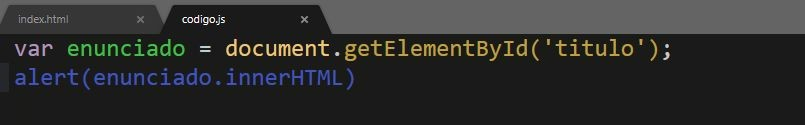 index.html × codigo.js ×
var enunciado = document.getElementById('titulo');
alert(enunciado.innerHTML)